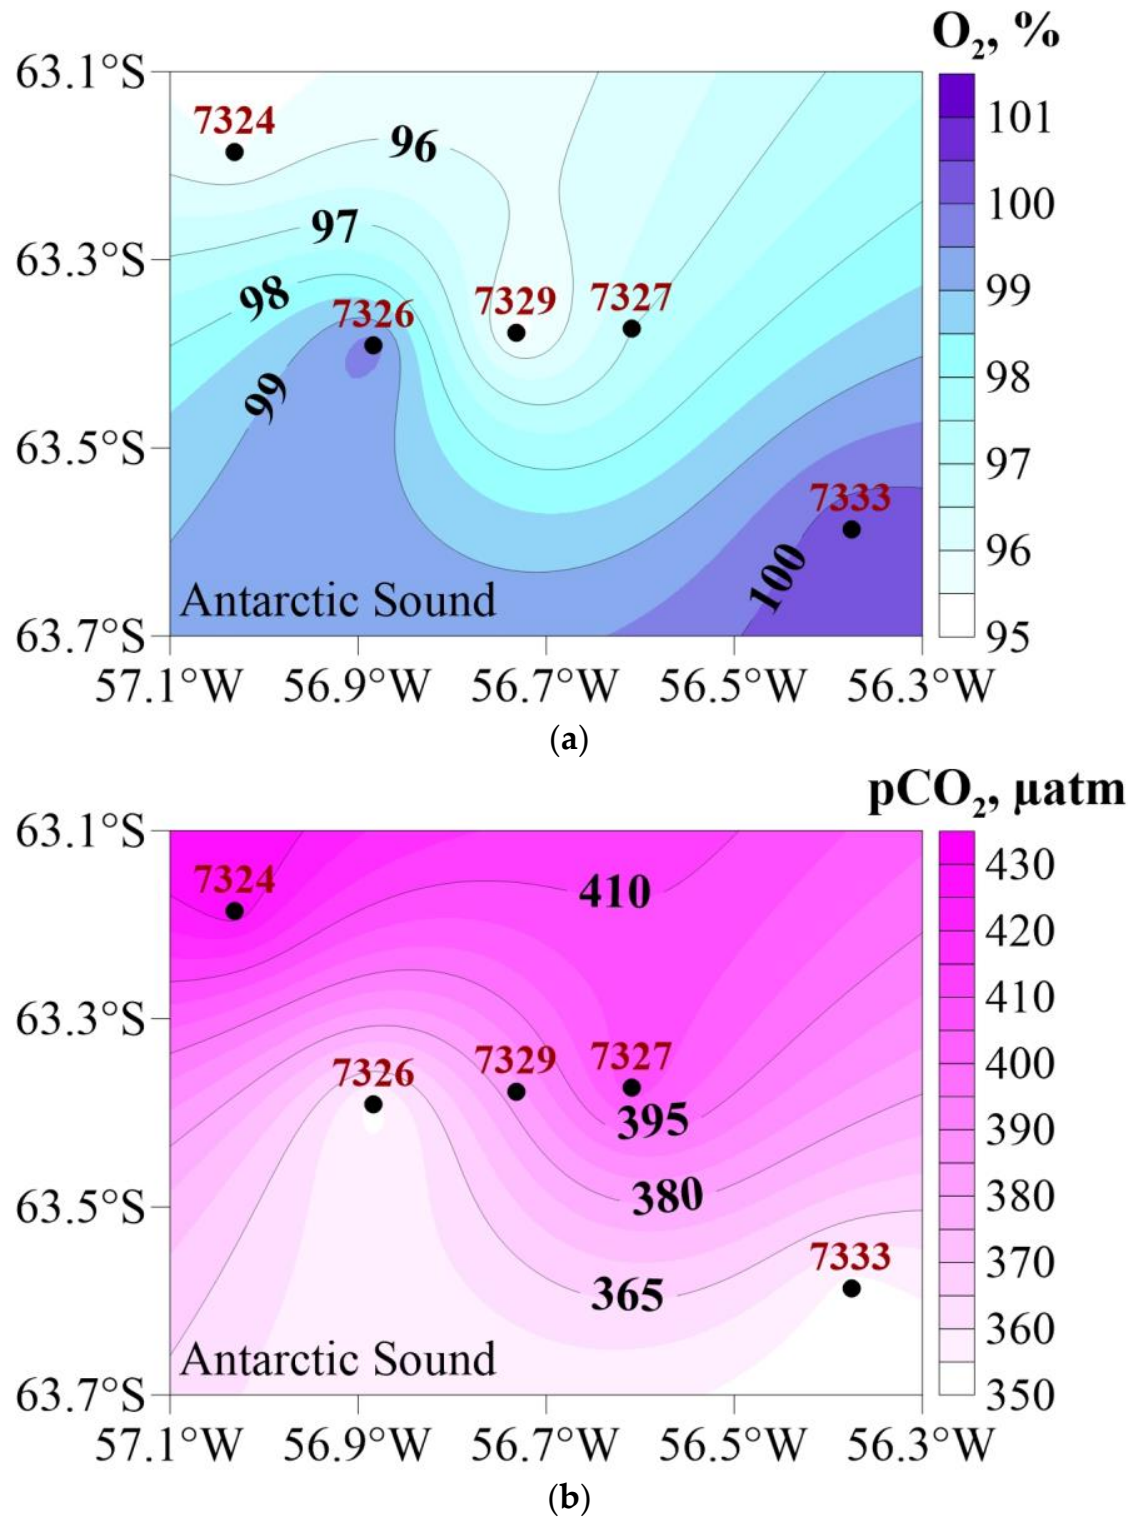 O₂, %
63.1°S
7324
96
101
100
97
63.3°S
98
7326
7329
7327
99
99
98
63.5°S
97
7333
100
96
Antarctic Sound
63.7°S
95
57.1°W 56.9°W 56.7°W 56.5°W 56.3°W
(a)
pCO₂, µatm
63.1°S
430
7324
410
420
410
63.3°S
7326
7329
7327
400
395
390
380
380
63.5°S
7333
370
365
360
Antarctic Sound
63.7°S
350
57.1°W 56.9°W 56.7°W 56.5°W 56.3°W
(b)